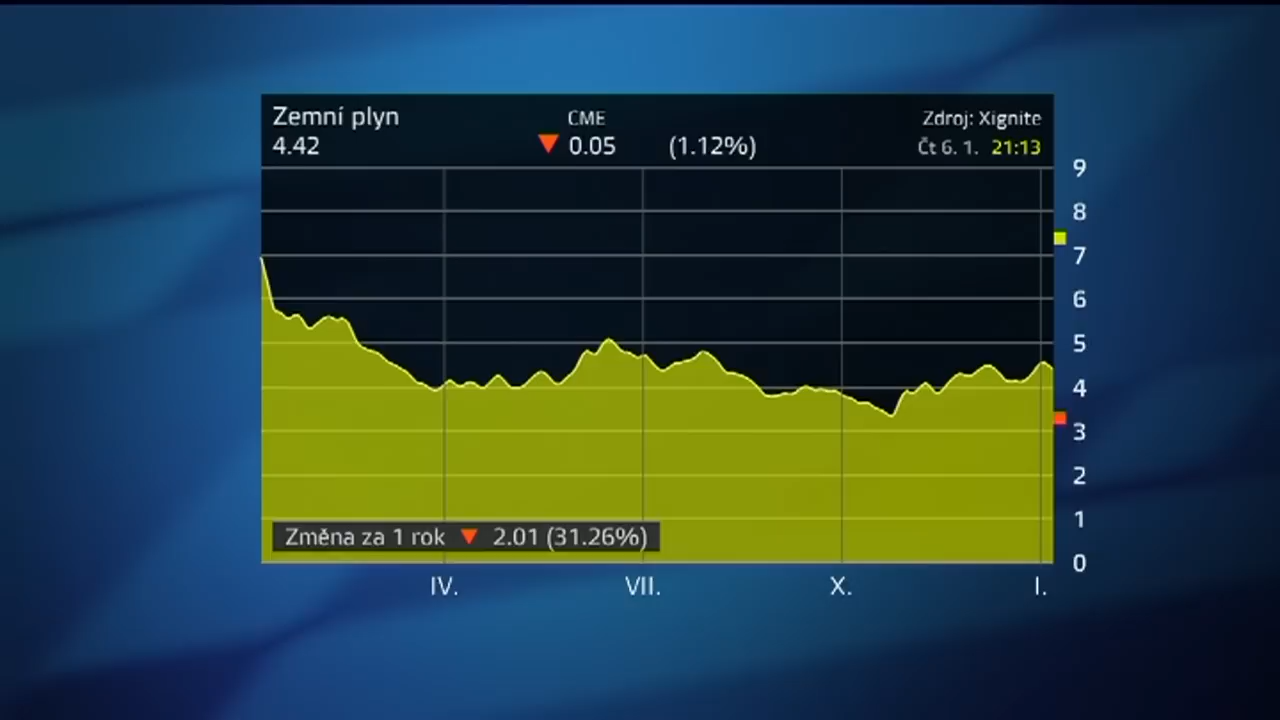 Zemní plyn
CME
Zdroj: Xignite
4.42
0.05
(1.12%)
Čt 6. 1. 21:13
9
8
7
6
5
4
3
2
1
0
Změna za 1 rok 2.01 (31.26%)
IV.
VII.
X.
I.